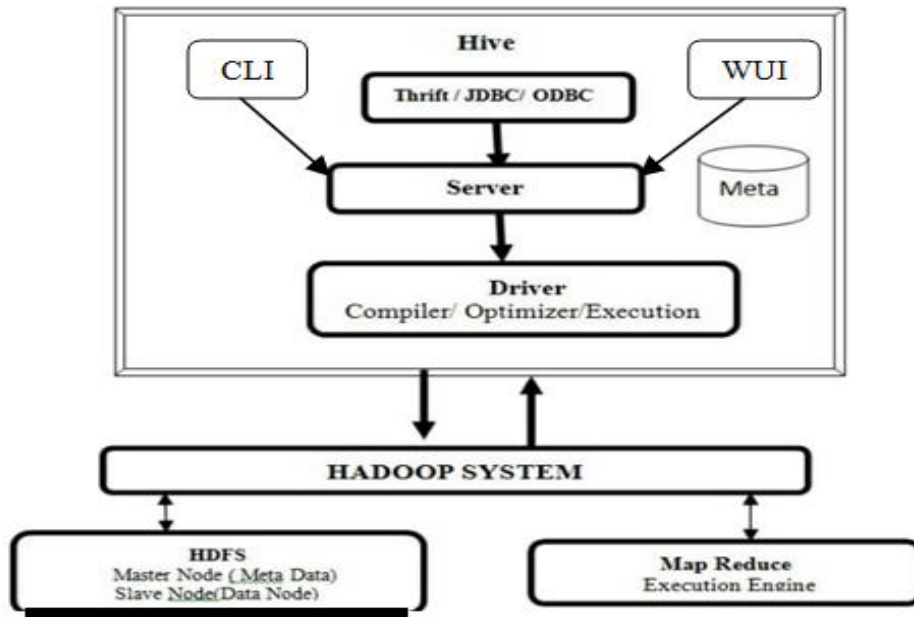 Hive
CLI
WUI
Thrift / JDBC/ ODBC
Server
Meta
Driver
Compiler/ Optimizer/Execution
HADOOP SYSTEM
HDFS
Master Node ( Meta Data)
Slave Node(Data Node)
Map Reduce
Execution Engine